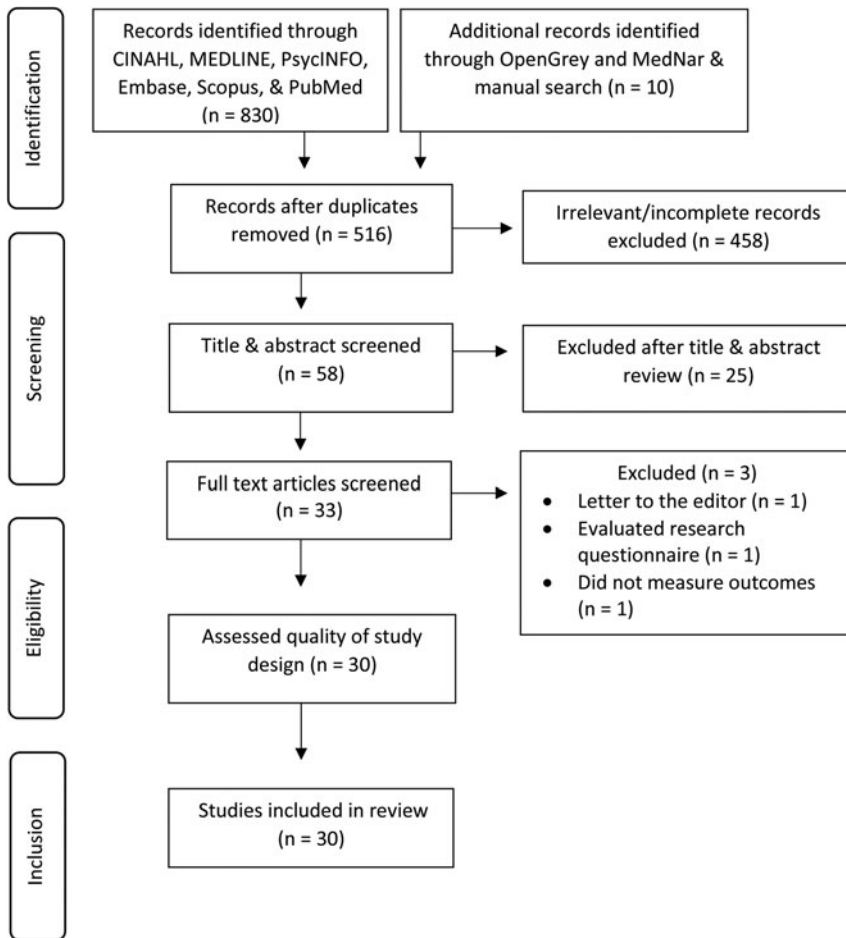 Identification
Records identified through
CINAHL, MEDLINE, PsycINFO,
Embase, Scopus, & PubMed
(n = 830)
Additional records identified
through OpenGrey and MedNar &
manual search (n = 10)
Records after duplicates
removed (n = 516)
Irrelevant/incomplete records
excluded (n = 458)
Screening
Title & abstract screened
(n = 58)
Excluded after title & abstract
review (n = 25)
Full text articles screened
(n = 33)
Excluded (n = 3)
• Letter to the editor (n = 1)
• Evaluated research
questionnaire (n = 1)
• Did not measure outcomes
(n = 1)
Eligibility
Assessed quality of study
design (n = 30)
Inclusion
Studies included in review
(n = 30)